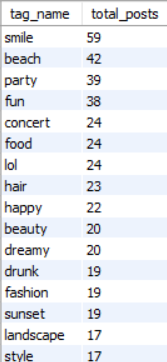 tag_name total_posts
smile 59
beach 42
party 39
fun 38
concert 24
food 24
lol 24
hair 23
happy 22
beauty 20
dreamy 20
drunk 19
fashion 19
sunset 19
landscape 17
style 17